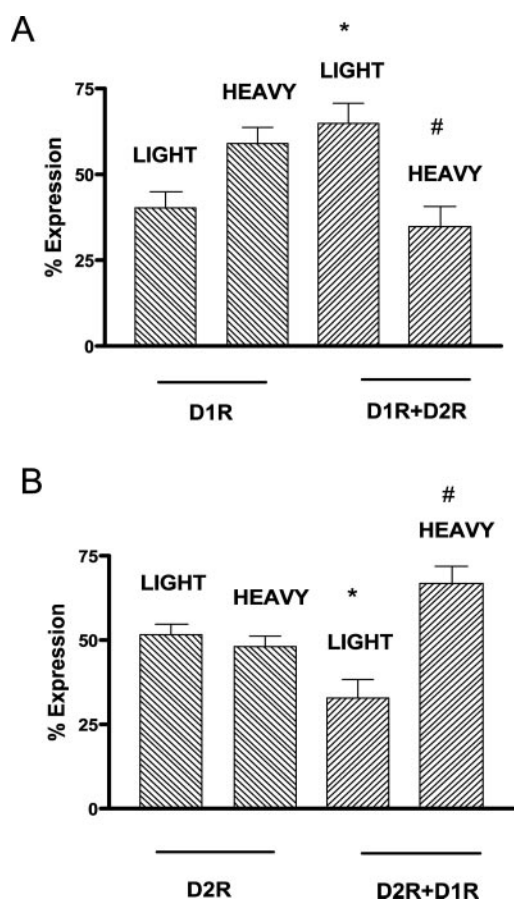 A
*
LIGHT
#
HEAVY
HEAVY
LIGHT
75
50
25
0
% Expression
D1R
D1R+D2R
B
#
HEAVY
LIGHT
*
HEAVY
LIGHT
75
50
25
0
% Expression
D2R
D2R+D1R